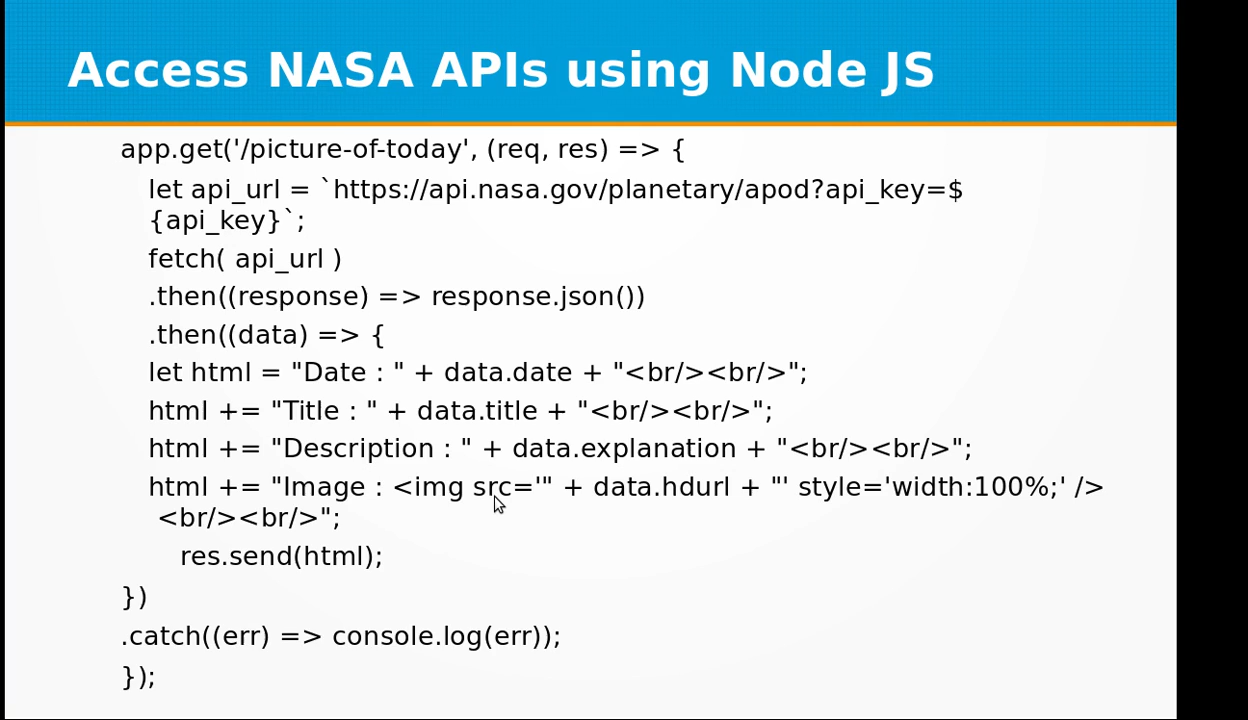 Access NASA APIs using Node JS
app.get('/picture-of-today', (req, res) => {
let api_url = `https://api.nasa.gov/planetary/apod?api_key=$
{api_key}`;
fetch( api_url )
.then((response) => response.json())
.then((data) => {
let html = "Date : " + data.date + "<br/><br/>";
html += "Title : " + data.title + "<br/><br/>";
html += "Description : " + data.explanation + "<br/><br/>";
html += "Image : <img src='" + data.hdurl + "' style='width:100%;' />
<br/><br/>";
res.send(html);
})
.catch((err) => console.log(err));
});